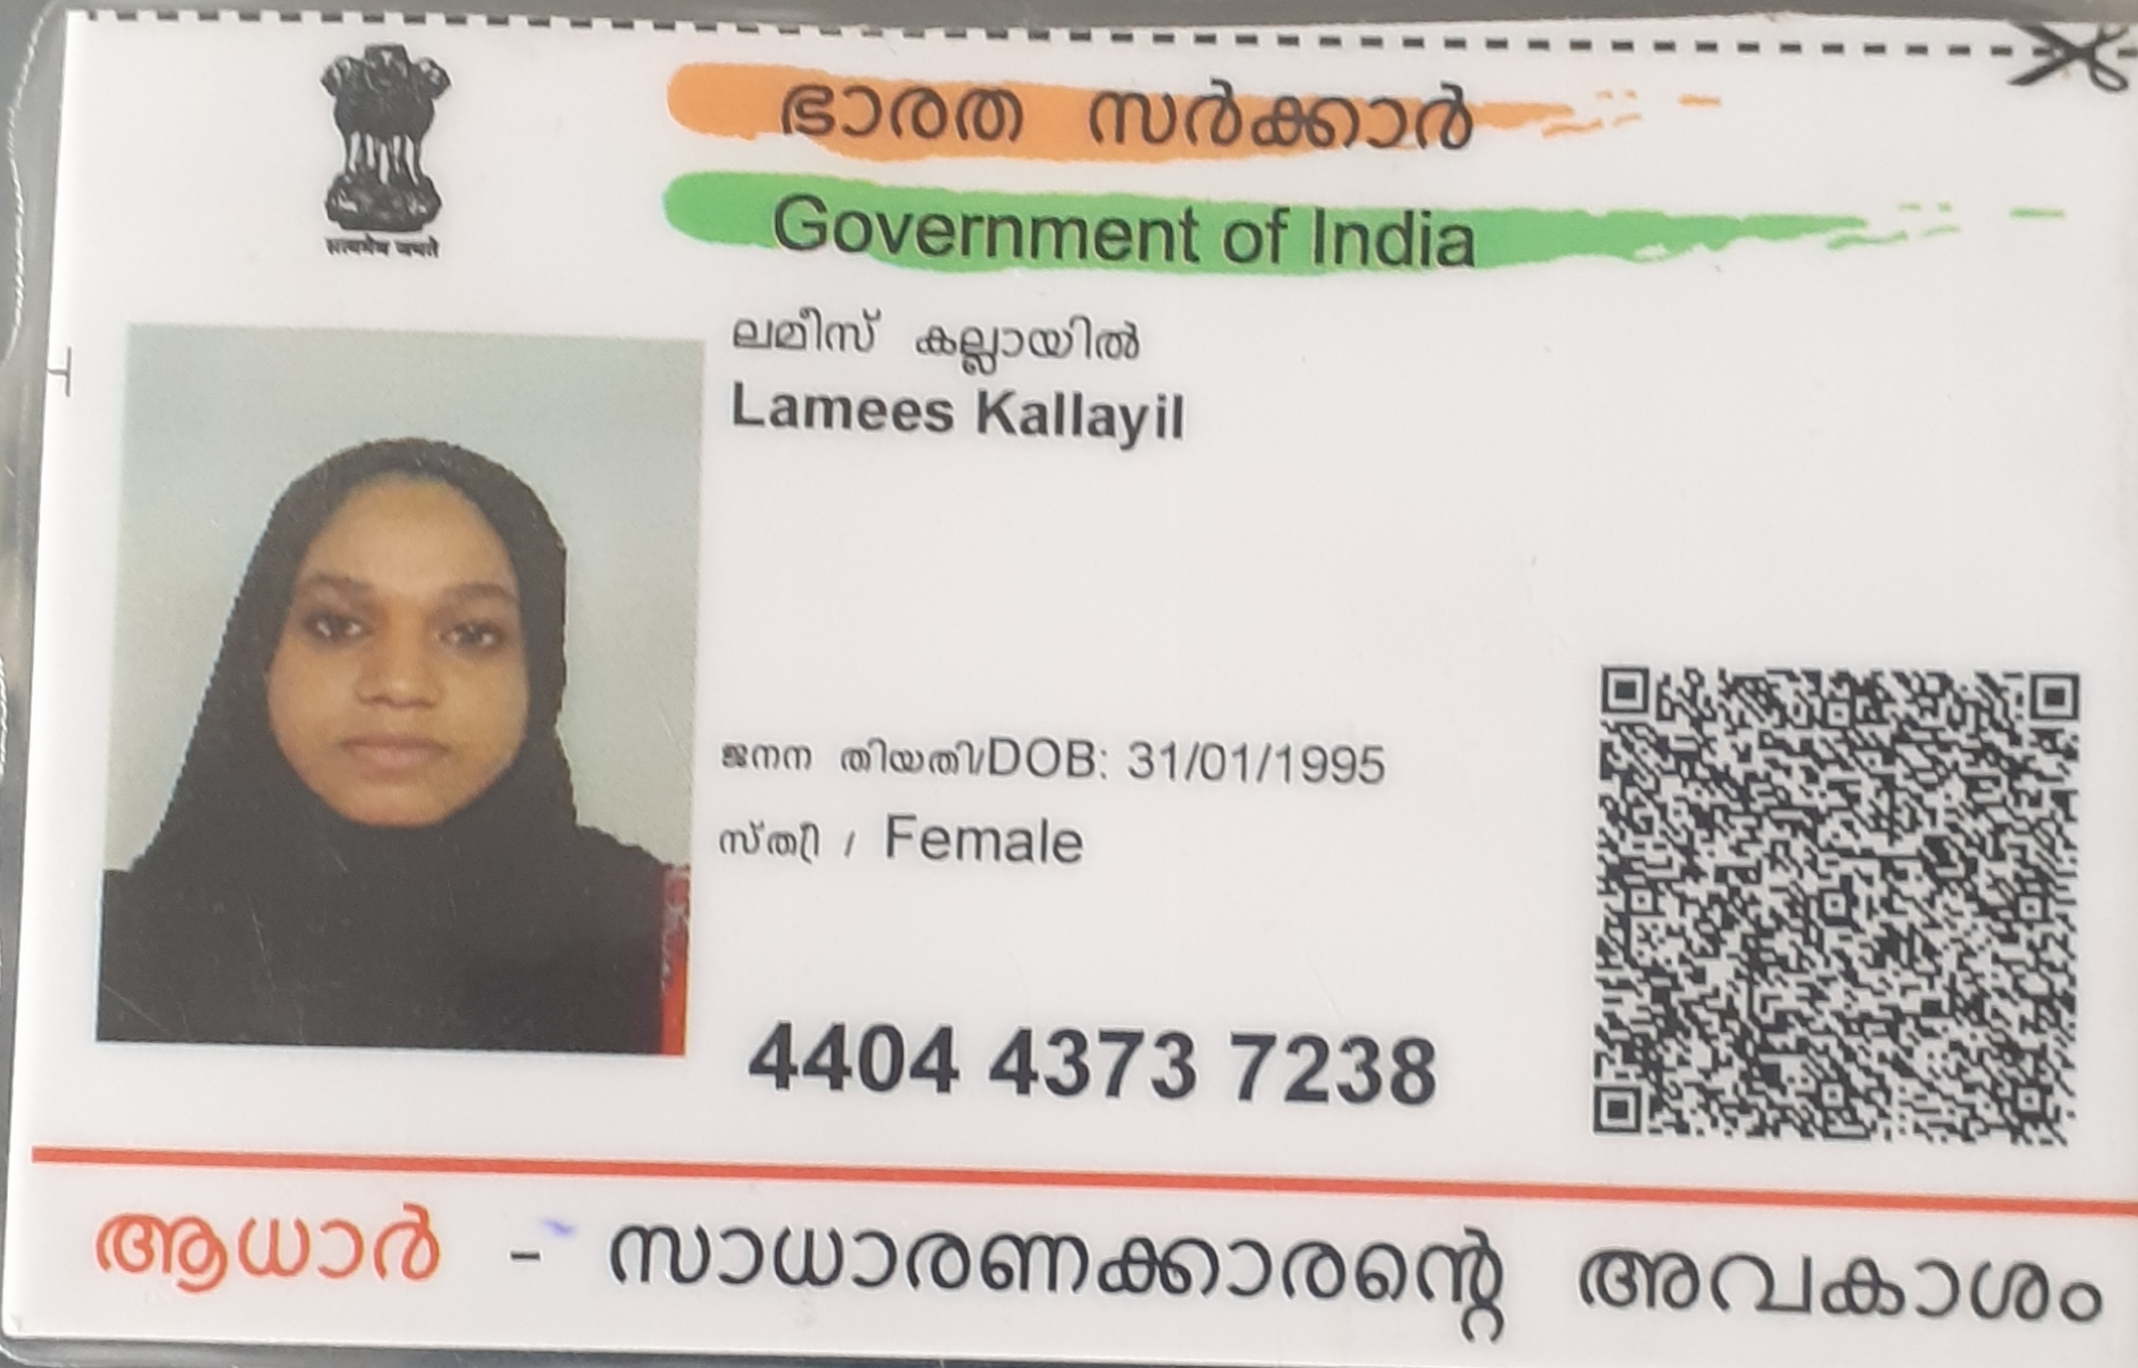 ഭാരത സർക്കാർ
Government of India
सत्यमेव जयते
ലമീസ് കല്ലായിൽ
Lamees Kallayil
ജനന തിയതി/DOB: 31/01/1995
സ്ത്രീ / Female
4404 4373 7238
ആധാർ - സാധാരണക്കാരന്റെ അവകാശം